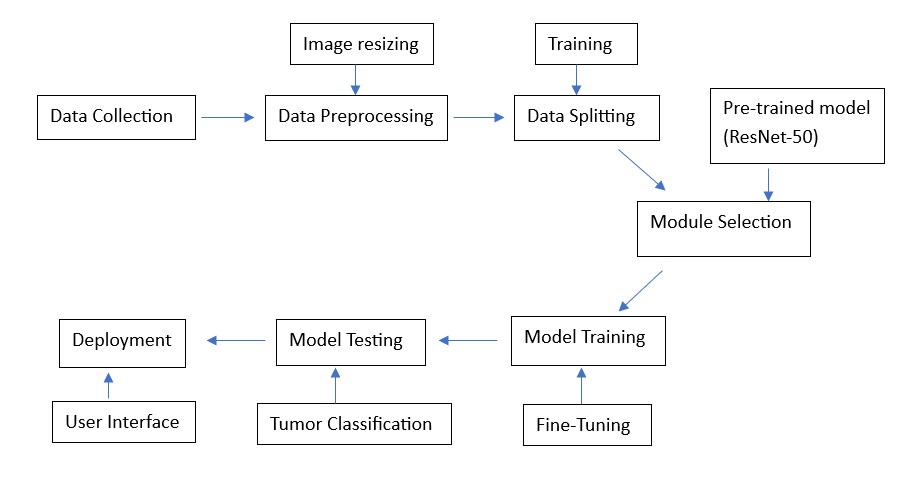 Image resizing
Training
Data Collection
Data Preprocessing
Data Splitting
Pre-trained model
(ResNet-50)
Module Selection
Deployment
Model Testing
Model Training
User Interface
Tumor Classification
Fine-Tuning